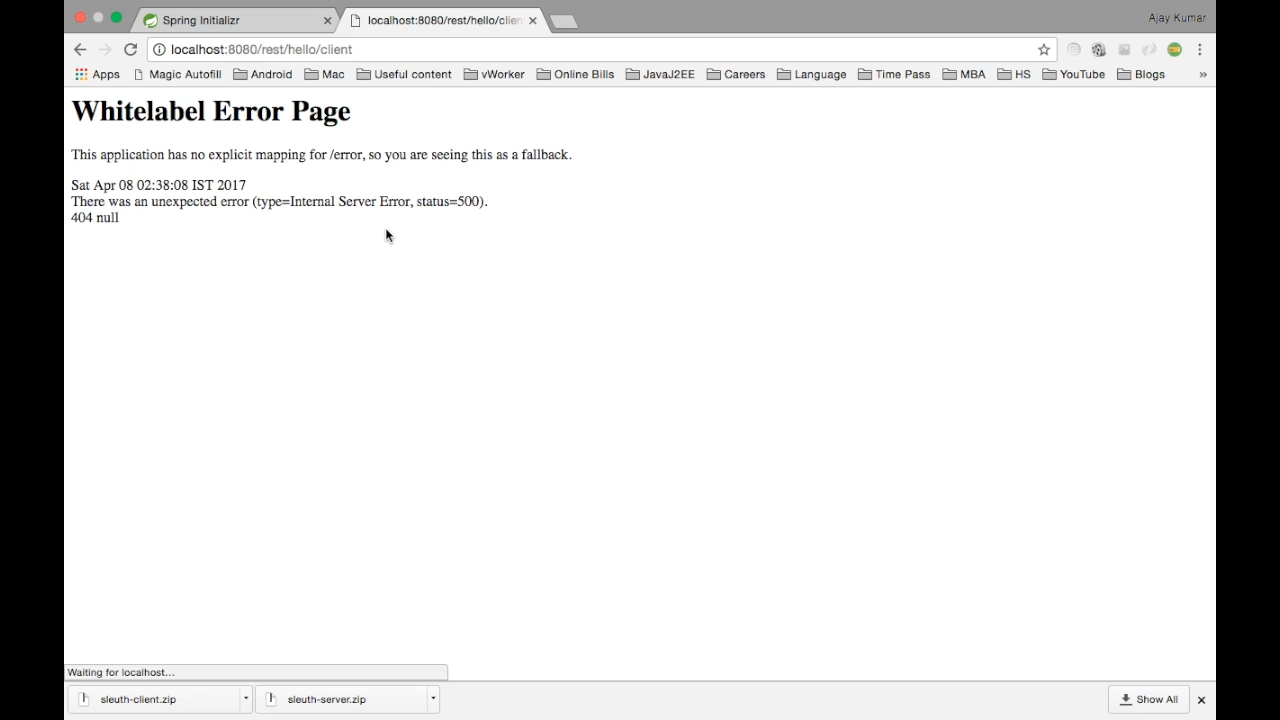 Spring Initializr
localhost:8080/rest/hello/clien
Ajay Kumar
localhost:8080/rest/hello/client
Apps Magic Autofill Android Mac Useful content vWorker Online Bills JavaJ2EE Careers Language Time Pass MBA HS YouTube Blogs »
Whitelabel Error Page
This application has no explicit mapping for /error, so you are seeing this as a fallback.
Sat Apr 08 02:38:08 IST 2017
There was an unexpected error (type=Internal Server Error, status=500).
404 null
Waiting for localhost...
sleuth-client.zip sleuth-server.zip Show All